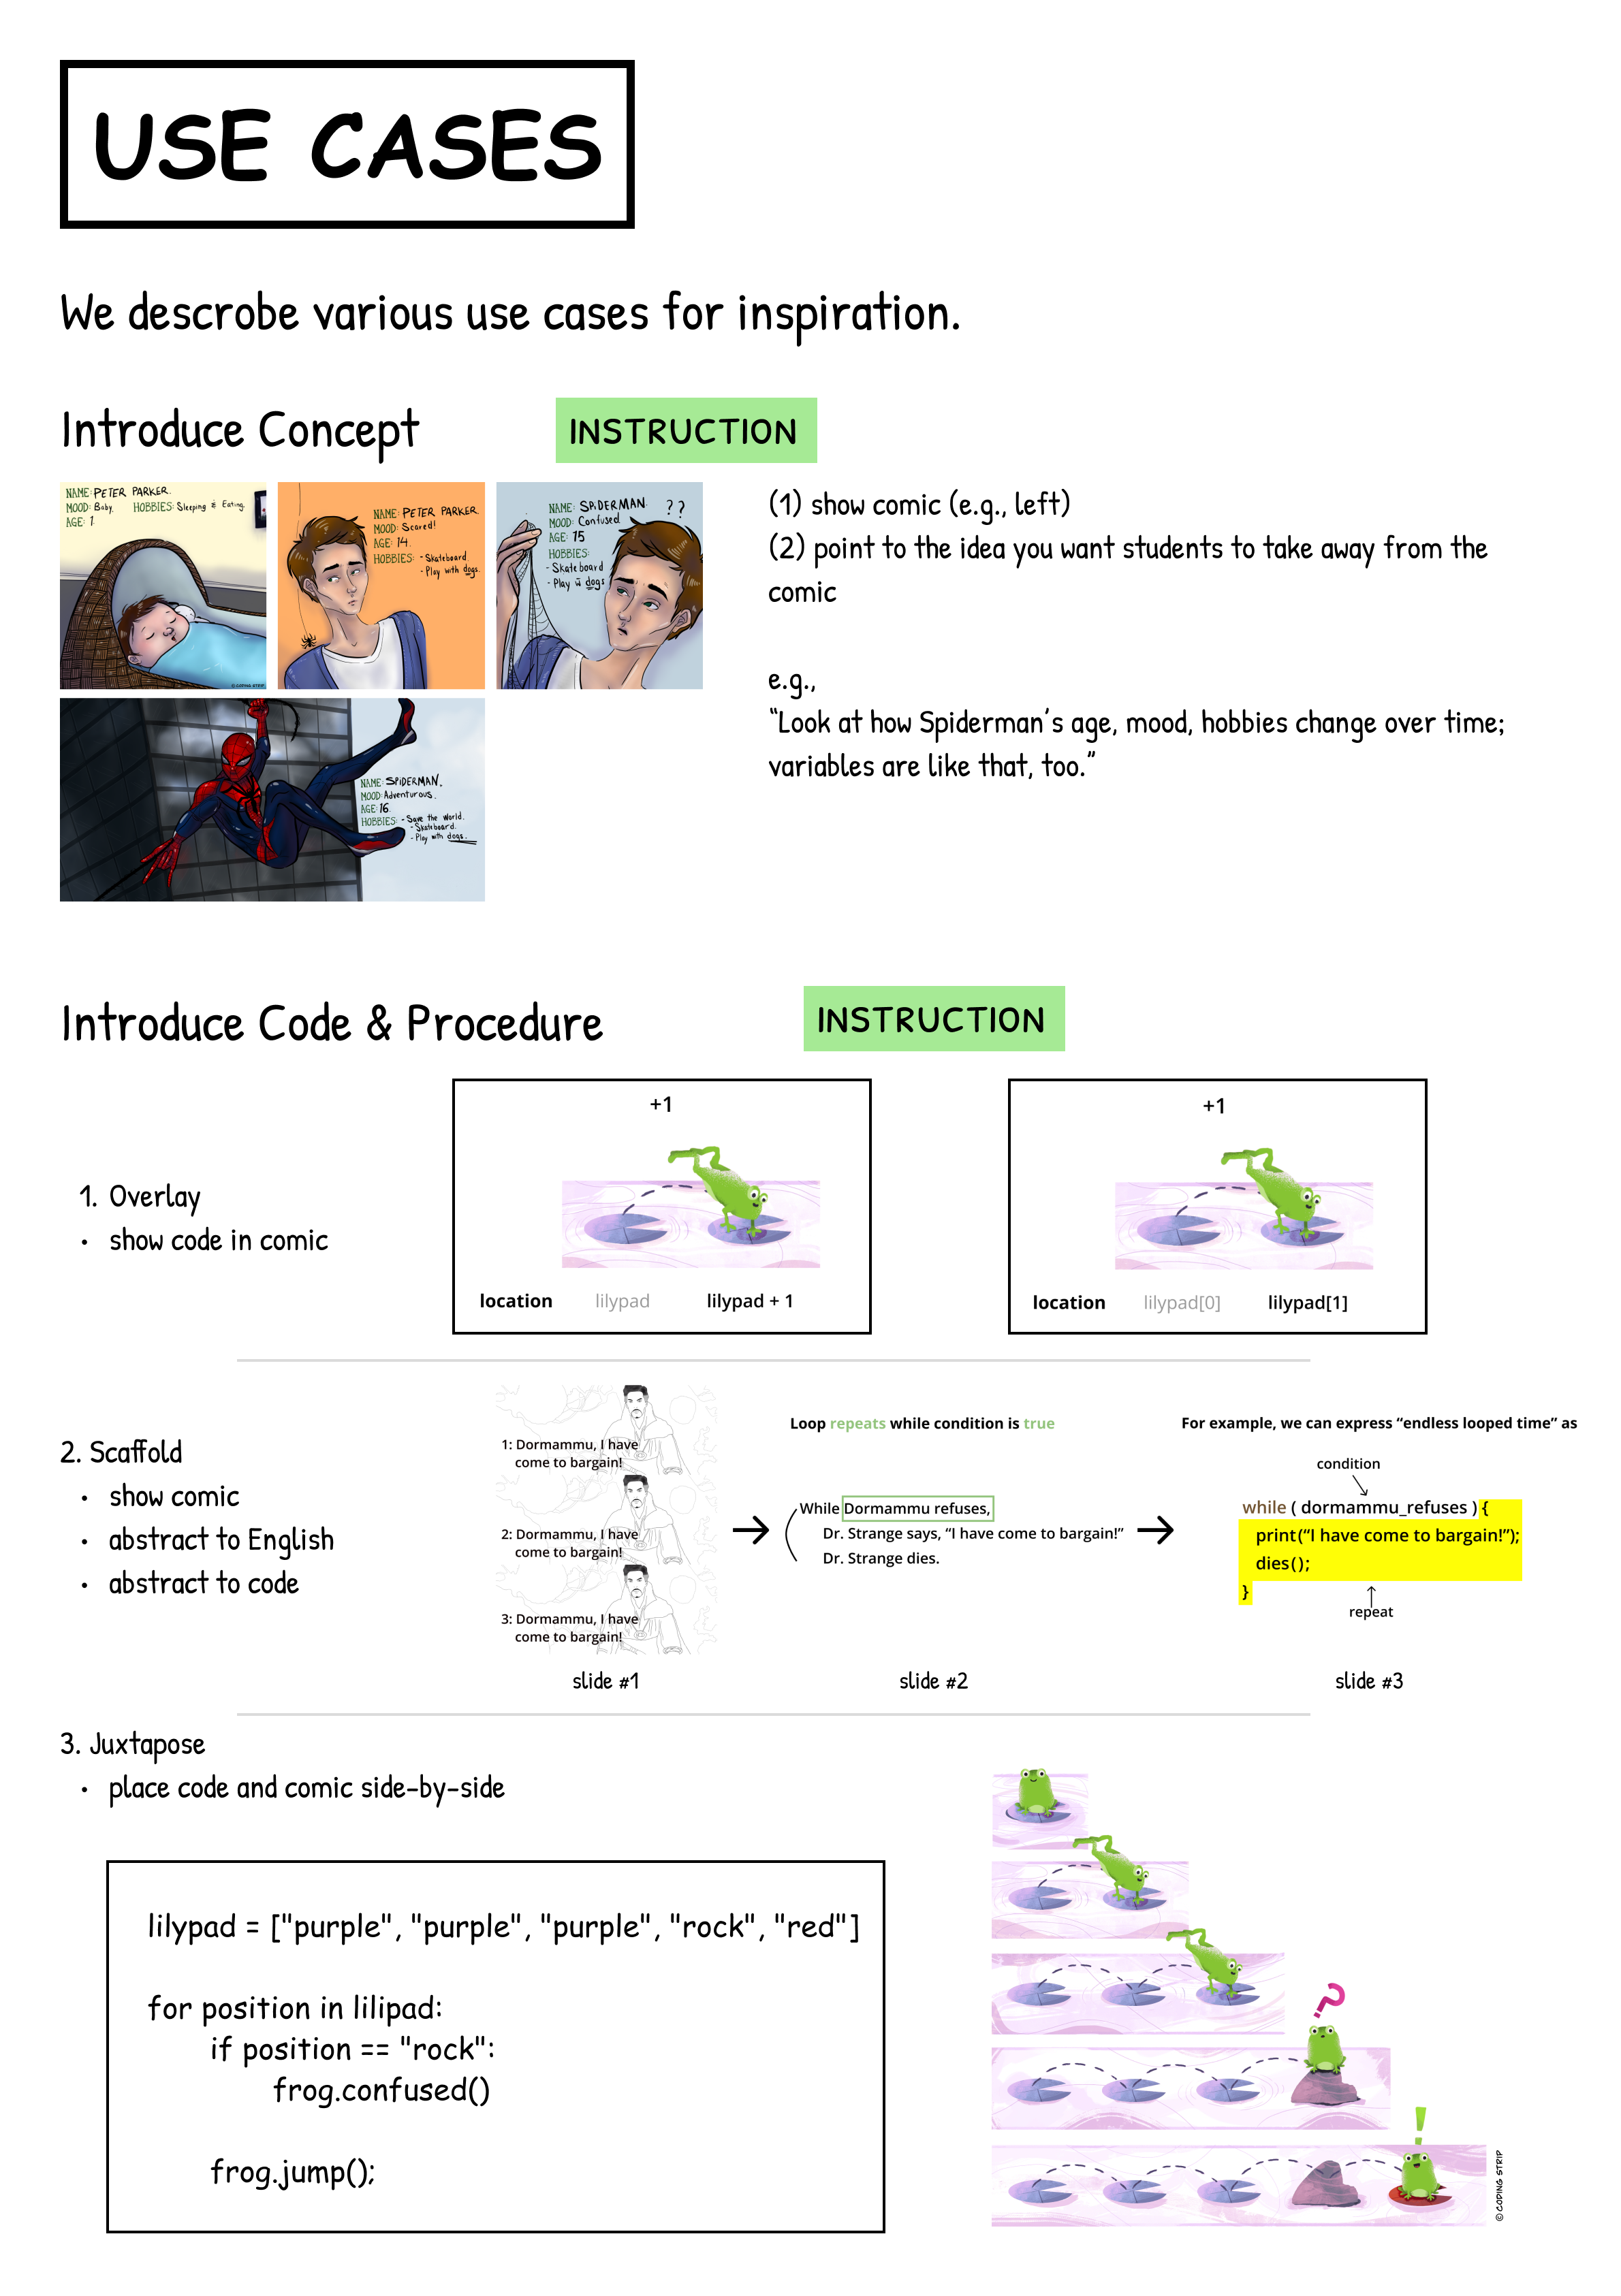 USE CASES
We descrobe various use cases for inspiration.
Introduce Concept
INSTRUCTION
NAME: PETER PARKER.
MOOD: Baby. HOBBIES: Sleeping & Eating.
AGE: 1.
© CODING STRIP
NAME: PETER PARKER.
MOOD: Scared!
AGE: 14.
HOBBIES: - Skateboard
- Play with dogs.
NAME: SPIDERMAN. ??
MOOD: Confused
AGE: 15
HOBBIES:
- Skateboard
- Play w dogs
NAME: SPIDERMAN.
MOOD: Adventurous.
AGE: 16.
HOBBIES: - Save the World.
- Skateboard.
- Play with dogs.
(1) show comic (e.g., left)
(2) point to the idea you want students to take away from the
comic
e.g.,
“Look at how Spiderman’s age, mood, hobbies change over time;
variables are like that, too.”
Introduce Code & Procedure
INSTRUCTION
1. Overlay
• show code in comic
+1
location lilypad lilypad + 1
+1
location lilypad[0] lilypad[1]
2. Scaffold
• show comic
• abstract to English
• abstract to code
1: Dormammu, I have
come to bargain!
2: Dormammu, I have
come to bargain!
3: Dormammu, I have
come to bargain!
slide #1
Loop repeats while condition is true
While Dormammu refuses,
Dr. Strange says, “I have come to bargain!”
Dr. Strange dies.
slide #2
For example, we can express “endless looped time” as
condition
while ( dormammu_refuses ) {
print(“I have come to bargain!”);
dies();
}
repeat
slide #3
3. Juxtapose
• place code and comic side-by-side
lilypad = ["purple", "purple", "purple", "rock", "red"]
for position in lilipad:
if position == "rock":
frog.confused()
frog.jump();
?
!
© CODING STRIP